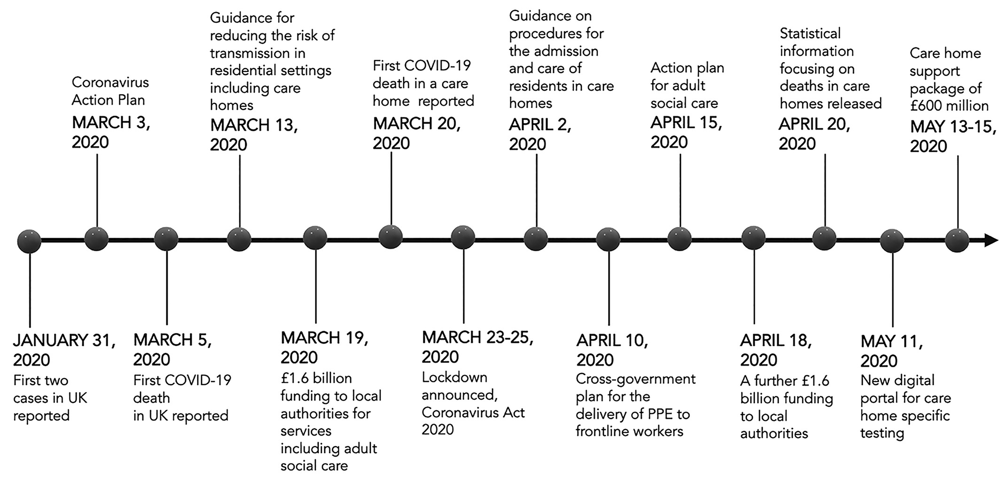 Coronavirus
Action Plan
MARCH 3,
2020
Guidance for
reducing the risk of
transmission in
residential settings
including care
homes
MARCH 13,
2020
First COVID-19
death in a care
home reported
MARCH 20,
2020
Guidance on
procedures for
the admission
and care of
residents in care
homes
APRIL 2,
2020
Action plan
for adult
social care
APRIL 15,
2020
Statistical
information
focusing on
deaths in care
homes released
APRIL 20,
2020
Care home
support
package of
£600 million
MAY 13-15,
2020
JANUARY 31,
2020
First two
cases in UK
reported
MARCH 5,
2020
First COVID-19
death
in UK reported
MARCH 19,
2020
£1.6 billion
funding to local
authorities for
services
including adult
social care
MARCH 23-25,
2020
Lockdown
announced,
Coronavirus Act
2020
APRIL 10,
2020
Cross-government
plan for the
delivery of PPE to
frontline workers
APRIL 18,
2020
A further £1.6
billion funding
to local
authorities
MAY 11,
2020
New digital
portal for care
home specific
testing